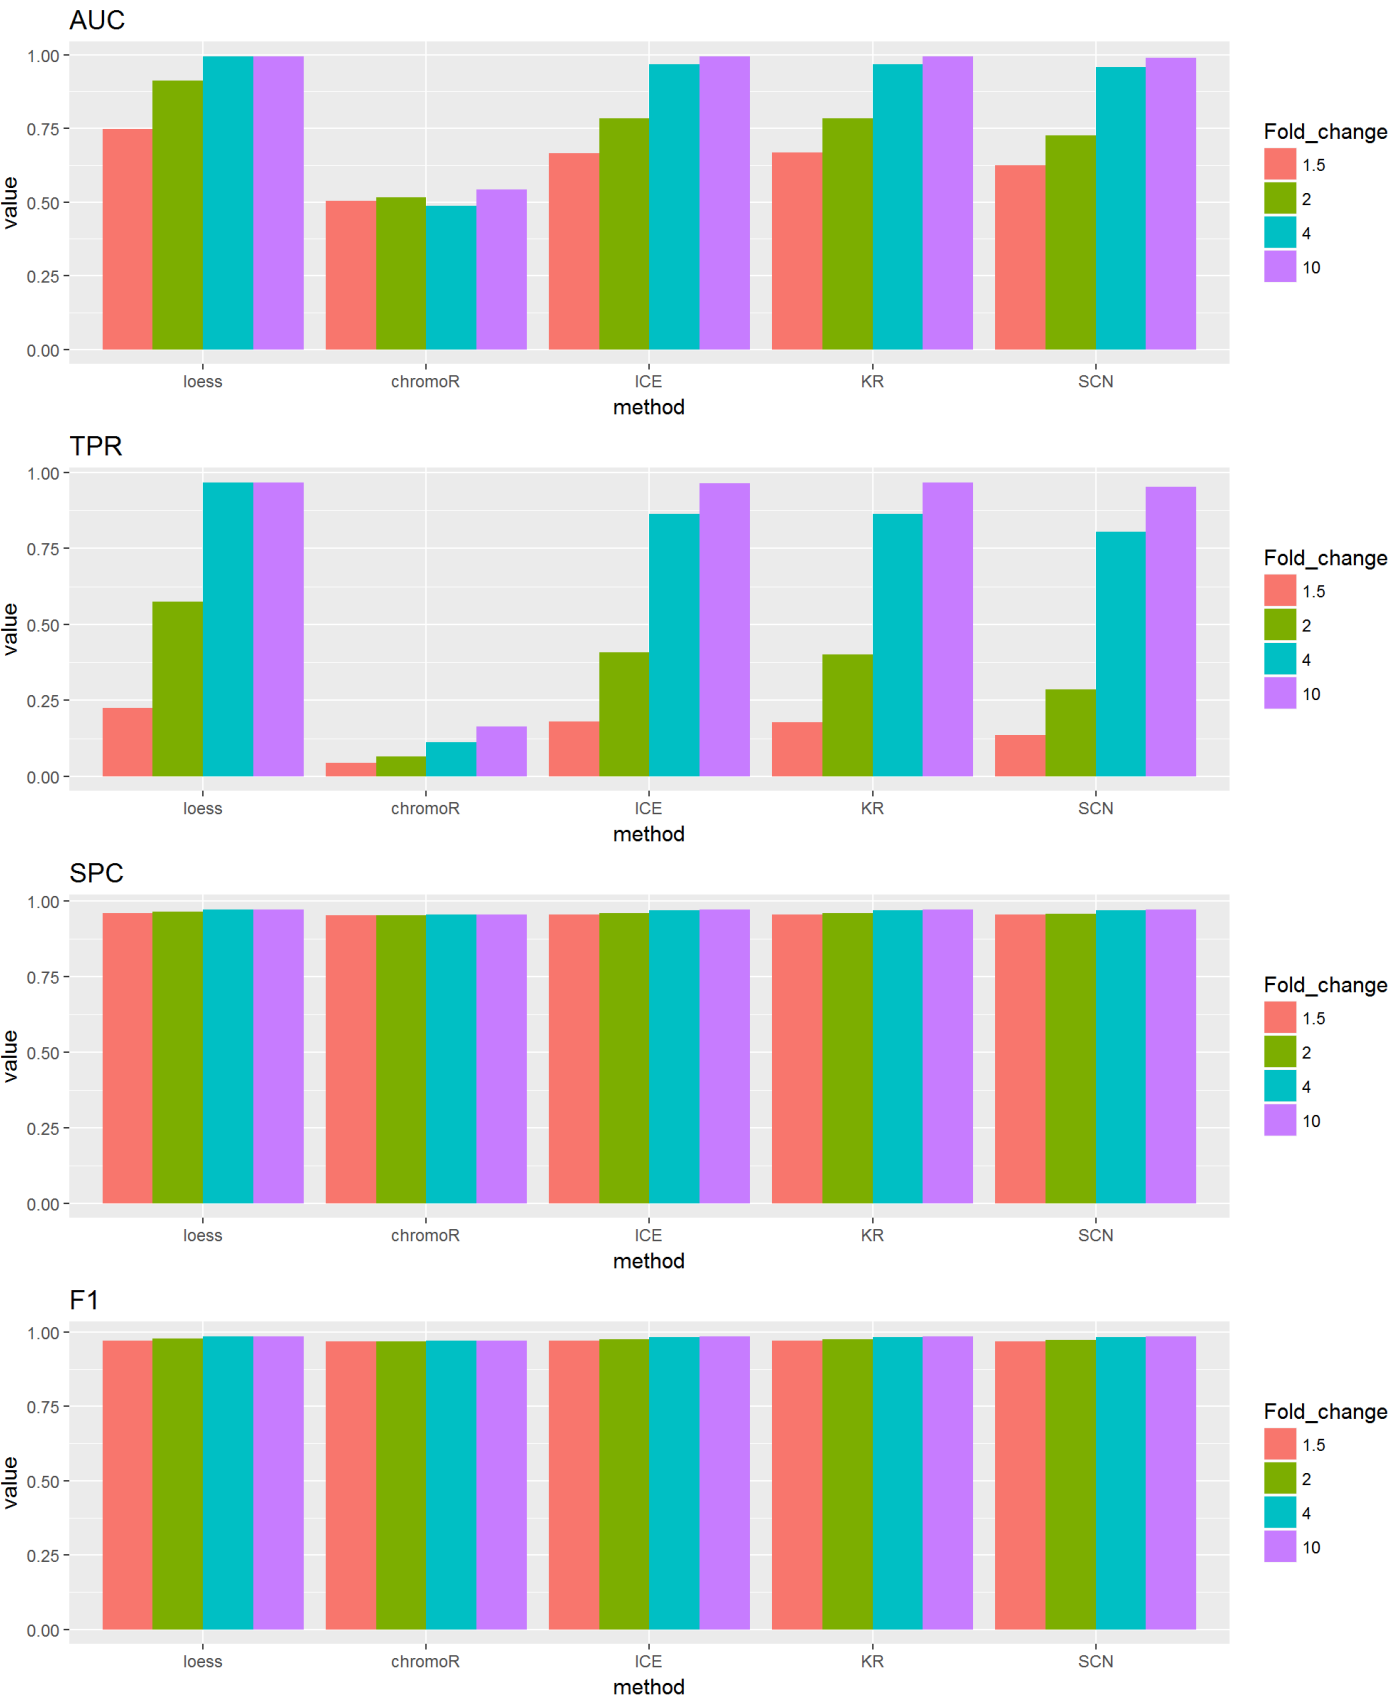 AUC
value
1.00
0.75
0.50
0.25
0.00
loess chromoR ICE KR SCN
method
Fold_change
1.5
2
4
10
TPR
value
1.00
0.75
0.50
0.25
0.00
loess chromoR ICE KR SCN
method
Fold_change
1.5
2
4
10
SPC
value
1.00
0.75
0.50
0.25
0.00
loess chromoR ICE KR SCN
method
Fold_change
1.5
2
4
10
F1
value
1.00
0.75
0.50
0.25
0.00
loess chromoR ICE KR SCN
method
Fold_change
1.5
2
4
10